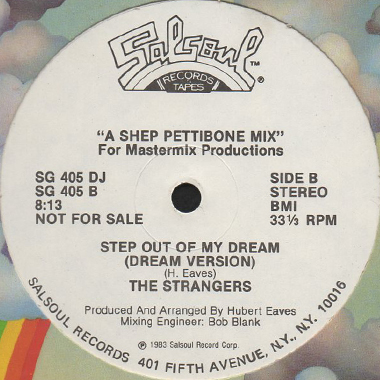 Salsoul ™
RECORDS
TAPES ®
"A SHEP PETTIBONE MIX"
For Mastermix Productions
SG 405 DJ SIDE B
SG 405 B STEREO
8:13 BMI
NOT FOR SALE 33⅓ RPM
STEP OUT OF MY DREAM
(DREAM VERSION)
(H. Eaves)
THE STRANGERS
Produced And Arranged By Hubert Eaves
Mixing Engineer: Bob Blank
℗ 1983 Salsoul Record Corp.
SALSOUL RECORDS 401 FIFTH AVENUE, N.Y., N.Y. 10016